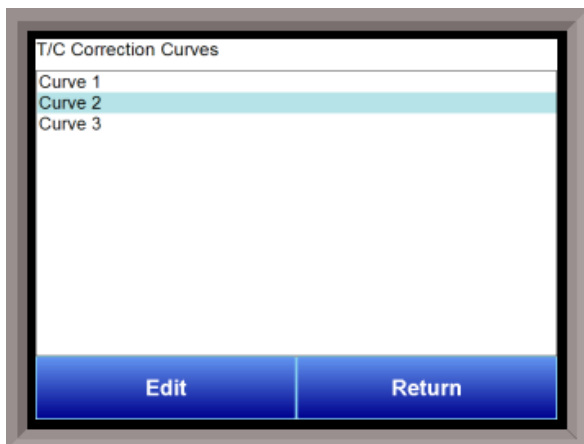 T/C Correction Curves
Curve 1
Curve 2
Curve 3
Edit
Return